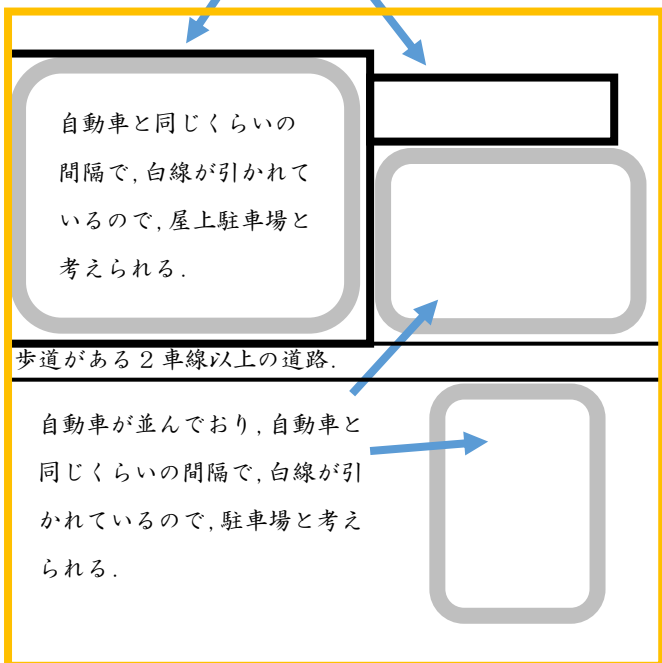 自動車と同じくらいの
間隔で,白線が引かれて
いるので,屋上駐車場と
考えられる.
歩道がある2車線以上の道路.
自動車が並んでおり,自動車と
同じくらいの間隔で,白線が引
かれているので,駐車場と考え
られる.